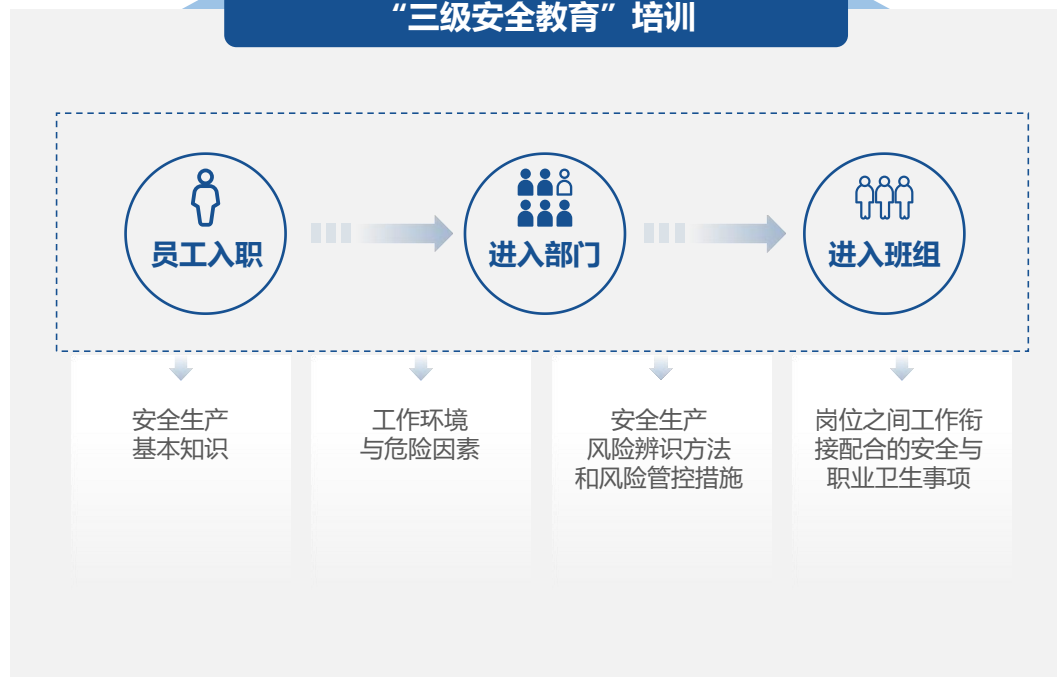 “三级安全教育”培训
员工入职
进入部门
进入班组
安全生产
基本知识
工作环境
与危险因素
安全生产
风险辨识方法
和风险管控措施
岗位之间工作衔
接配合的安全与
职业卫生事项